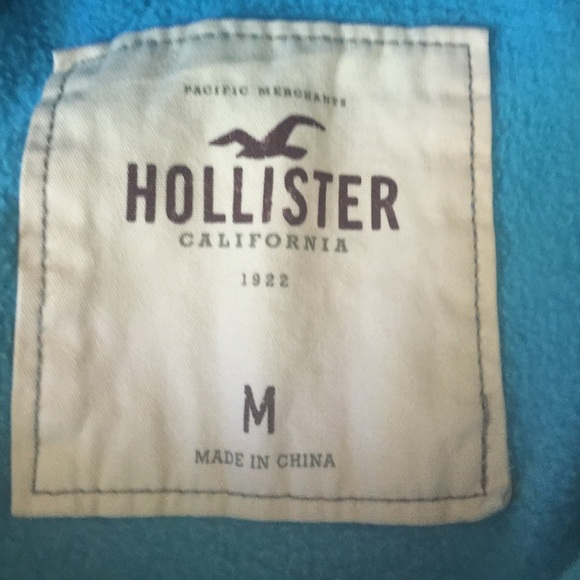 PACIFIC MERCHANTS
HOLLISTER
CALIFORNIA
1922
M
MADE IN CHINA